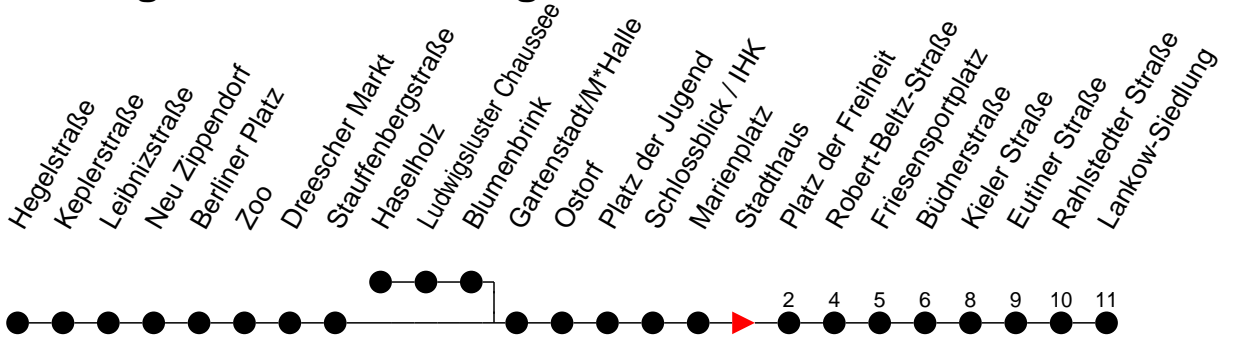 Hegelstraße
Keplerstraße
Leibnizstraße
Neu Zippendorf
Berliner Platz
Zoo
Dreescher Markt
Stauffenbergstraße
Haselholz
Ludwigsluster Chaussee
Blumenbrink
Gartenstadt/M*Halle
Ostorf
Platz der Jugend
Schlossblick / IHK
Marienplatz
Stadthaus
Platz der Freiheit
Robert-Beltz-Straße
Friesensportplatz
Büdnerstraße
Kieler Straße
Eutiner Straße
Rahlstedter Straße
Lankow-Siedlung
2 4 5 6 8 9 10 11